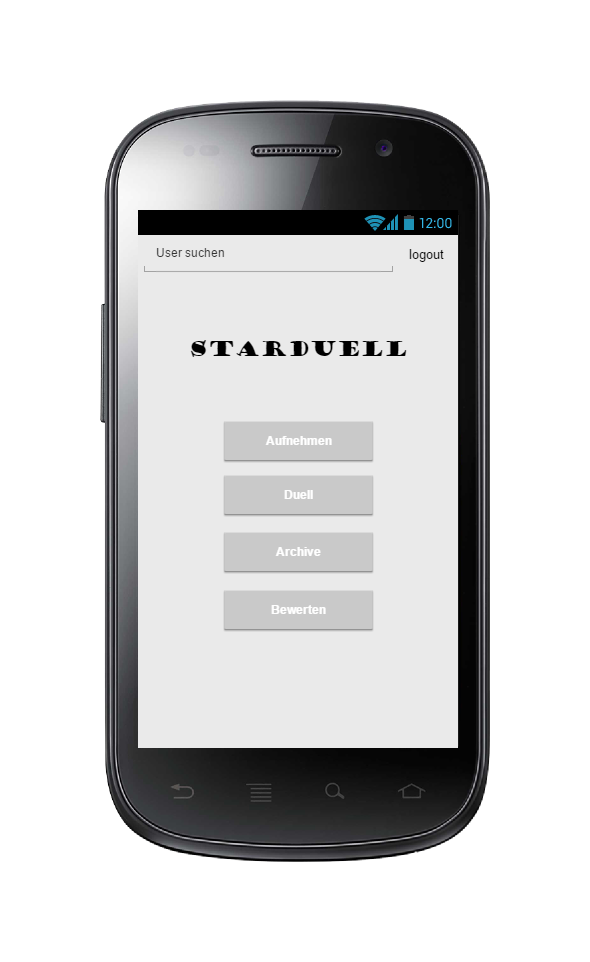 12:00
User suchen logout
STARDUELL
Aufnehmen
Duell
Archive
Bewerten